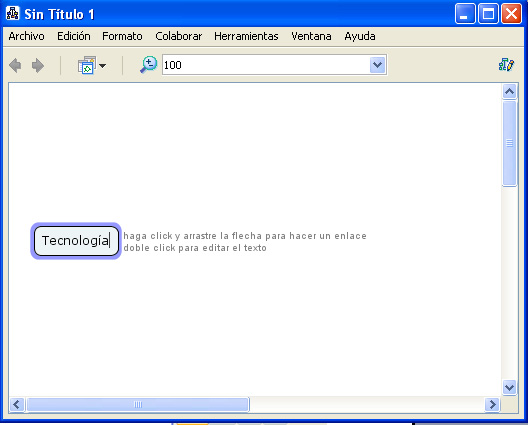 Sin Título 1
Archivo Edición Formato Colaborar Herramientas Ventana Ayuda
100
Tecnología
haga click y arrastre la flecha para hacer un enlace
doble click para editar el texto